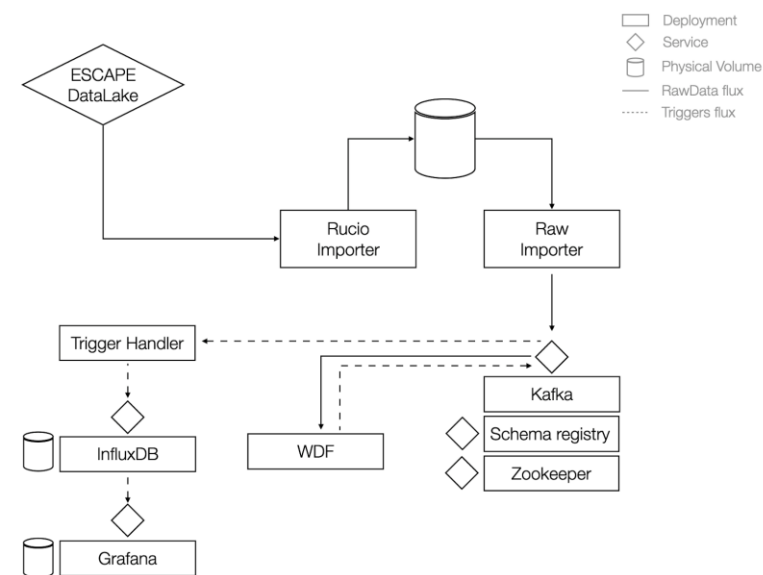 Deployment
Service
Physical Volume
RawData flux
Triggers flux
ESCAPE
DataLake
Rucio
Importer
Raw
Importer
Trigger Handler
Kafka
InfluxDB
WDF
Schema registry
Zookeeper
Grafana